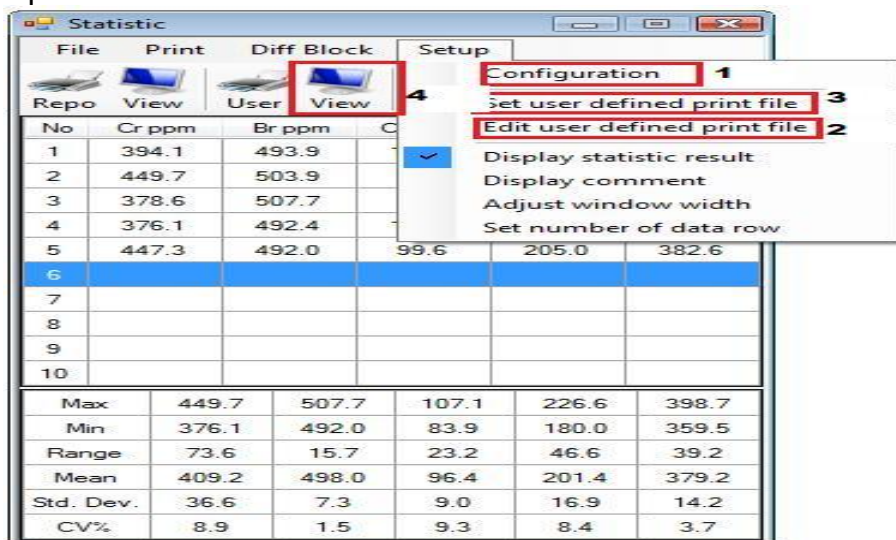 Statistic
File Print Diff Block Setup
Configuration 1
Repo View User View 4 Set user defined print file 3
Edit user defined print file 2
Display statistic result
Display comment
Adjust window width
Set number of data row
No Cr ppm Br ppm
1 394.1 493.9
2 449.7 503.9
3 378.6 507.7
4 376.1 492.4
5 447.3 492.0 99.6 205.0 382.6
6
7
8
9
10
Max 449.7 507.7 107.1 226.6 398.7
Min 376.1 492.0 83.9 180.0 359.5
Range 73.6 15.7 23.2 46.6 39.2
Mean 409.2 498.0 96.4 201.4 379.2
Std. Dev. 36.6 7.3 9.0 16.9 14.2
CV% 8.9 1.5 9.3 8.4 3.7